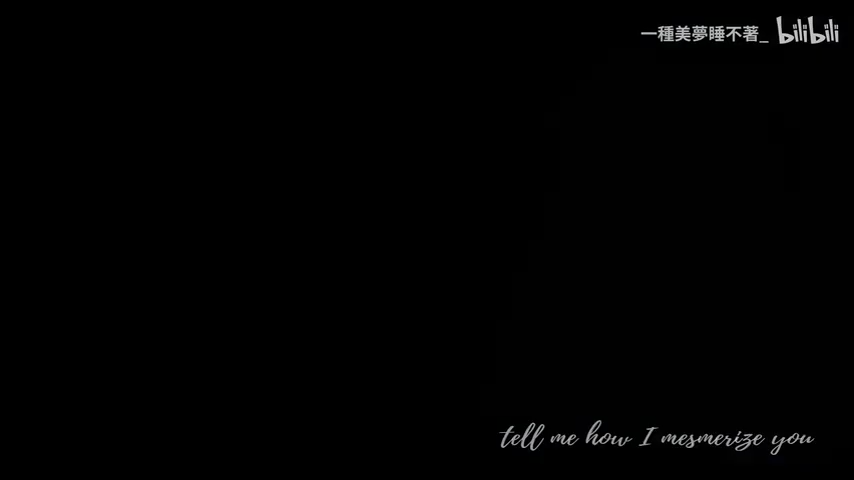 一種美夢睡不著_ bilibili
tell me how I mesmerize you